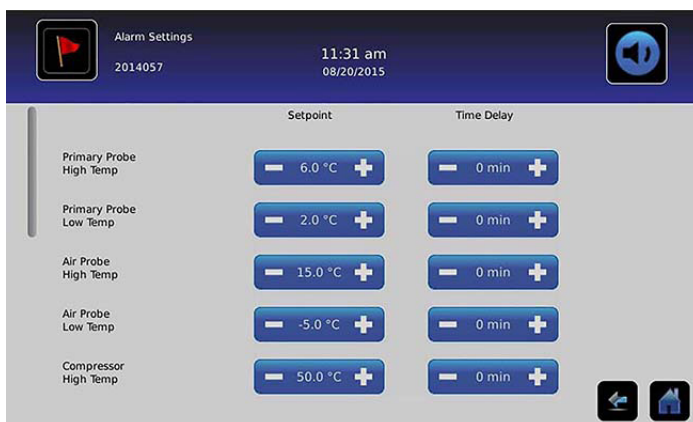 Alarm Settings
2014057
11:31 am
08/20/2015
Setpoint Time Delay
Primary Probe
High Temp
− 6.0 °C + − 0 min +
Primary Probe
Low Temp
− 2.0 °C + − 0 min +
Air Probe
High Temp
− 15.0 °C + − 0 min +
Air Probe
Low Temp
− -5.0 °C + − 0 min +
Compressor
High Temp
− 50.0 °C + − 0 min +